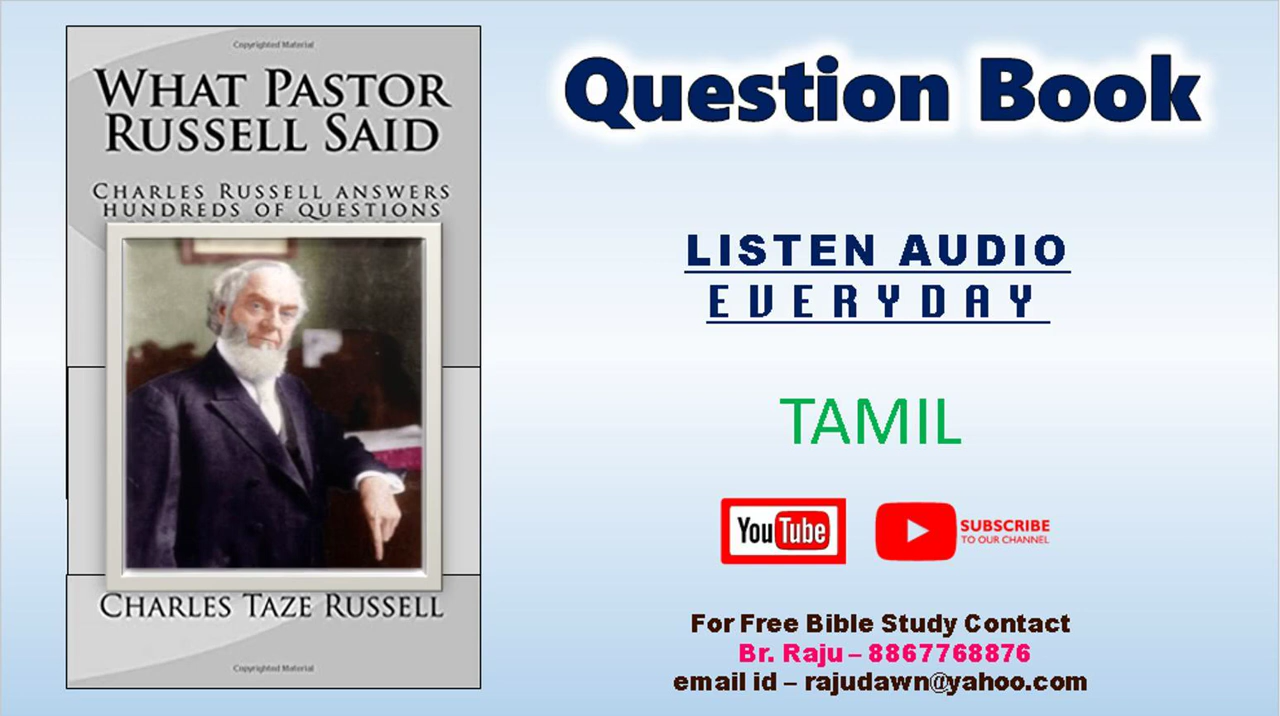 Copyrighted Material
WHAT PASTOR
RUSSELL SAID
CHARLES RUSSELL ANSWERS
HUNDREDS OF QUESTIONS
CHARLES TAZE RUSSELL
Copyrighted Material
Question Book
LISTEN AUDIO
EVERYDAY
TAMIL
YouTube
SUBSCRIBE
TO OUR CHANNEL
For Free Bible Study Contact
Br. Raju – 8867768876
email id – rajudawn@yahoo.com